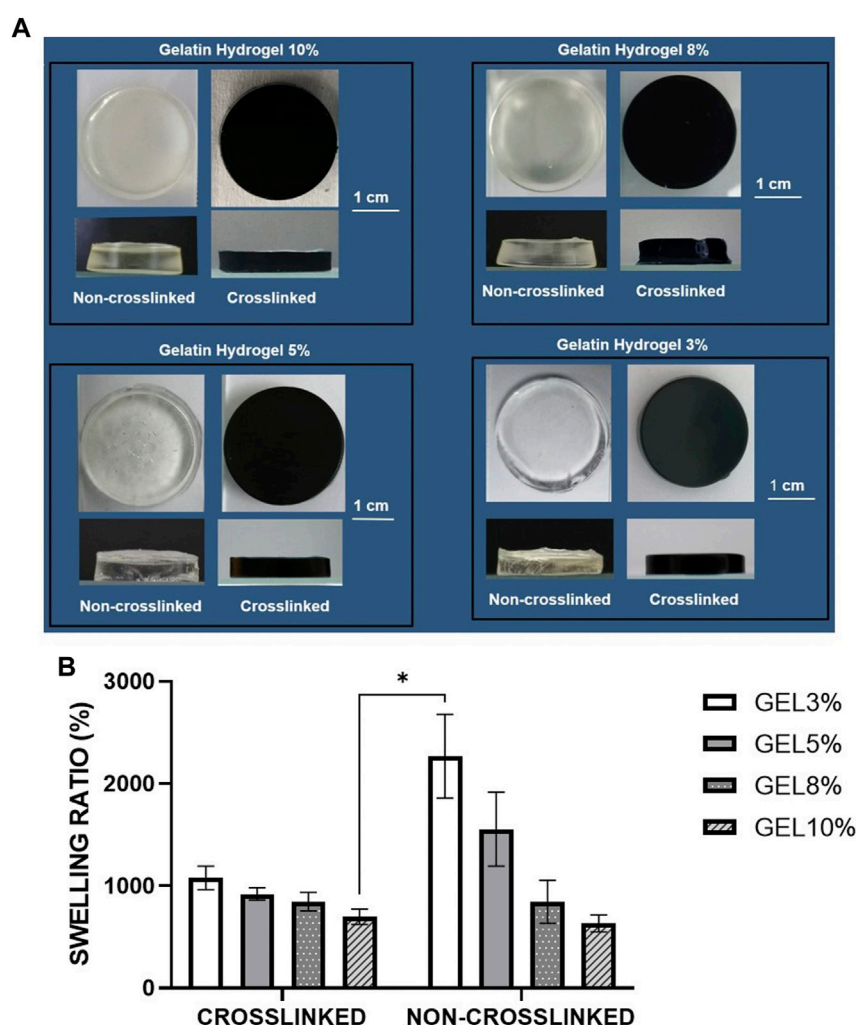 A
Gelatin Hydrogel 10%
Gelatin Hydrogel 8%
1 cm
1 cm
Non-crosslinked
Crosslinked
Non-crosslinked
Crosslinked
Gelatin Hydrogel 5%
Gelatin Hydrogel 3%
1 cm
1 cm
Non-crosslinked
Crosslinked
Non-crosslinked
Crosslinked
B
SWELLING RATIO (%)
3000
2000
1000
0
*
CROSSLINKED
NON-CROSSLINKED
GEL3%
GEL5%
GEL8%
GEL10%